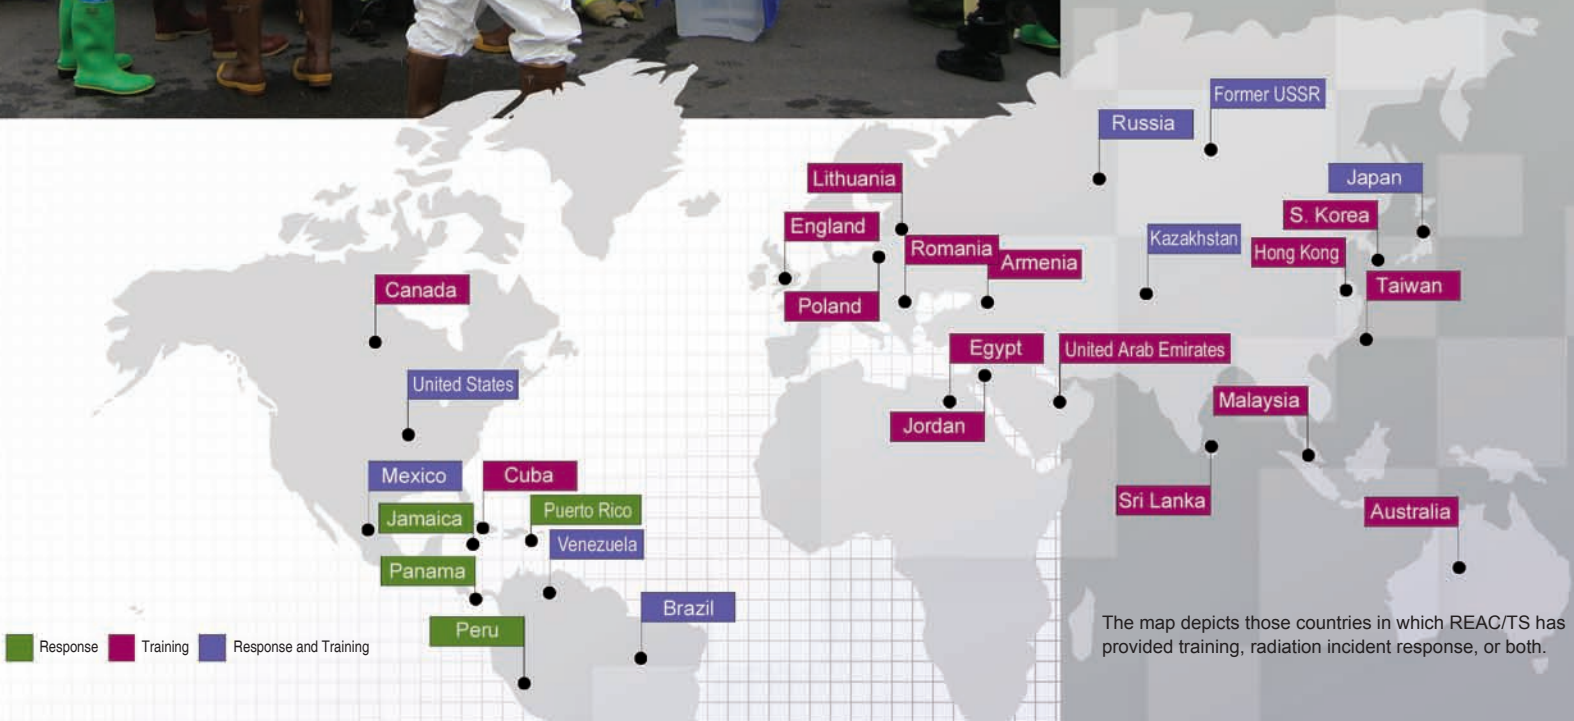 Former USSR
Russia
Lithuania
Japan
S. Korea
England
Romania
Armenia
Kazakhstan
Hong Kong
Canada
Poland
Taiwan
Egypt
United Arab Emirates
United States
Malaysia
Jordan
Mexico
Cuba
Sri Lanka
Jamaica
Puerto Rico
Australia
Venezuela
Panama
Brazil
Peru
The map depicts those countries in which REAC/TS has
provided training, radiation incident response, or both.
Response
Training
Response and Training